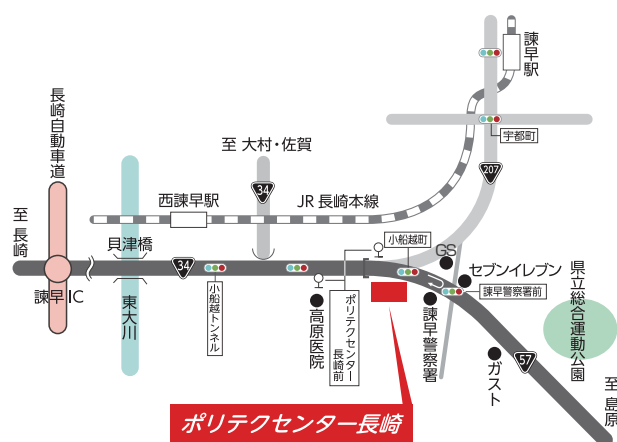 諫早駅
長崎自動車道
宇都町
至 大村・佐賀
34
207
西諫早駅
JR 長崎本線
至 長崎
貝津橋
小船越町
GS
34
セブンイレブン
諫早IC
東大川
小船越トンネル
高原医院
ポリテクセンター
長崎前
諫早警察署
諫早警察署前
県立総合運動公園
ガスト
57
至 島原
ポリテクセンター長崎